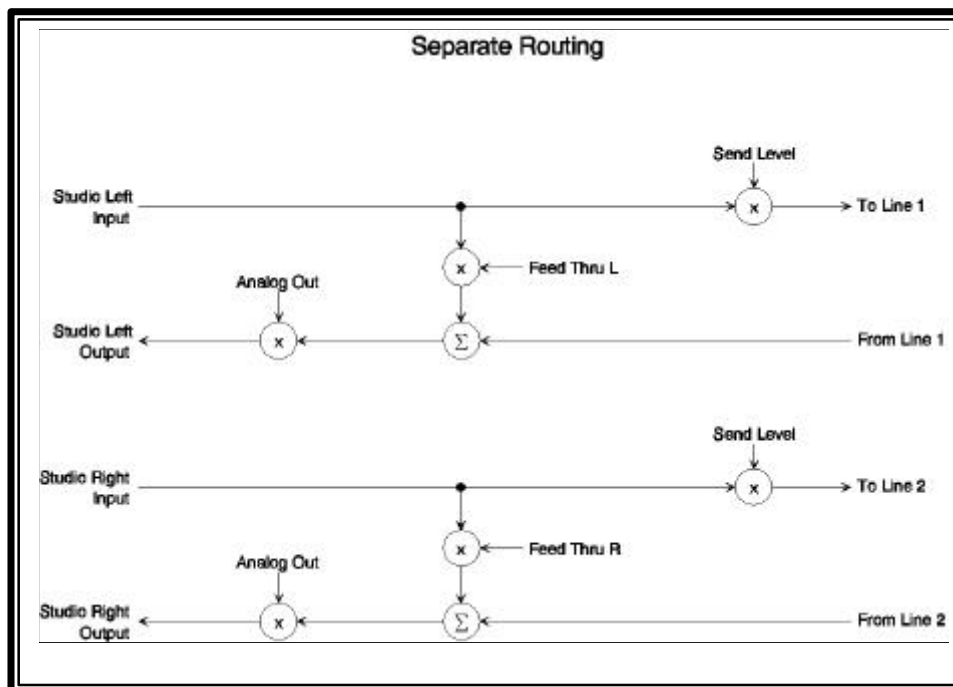 Separate Routing
Send Level
Studio Left
Input
x
To Line 1
x
Feed Thru L
Analog Out
Studio Left
Output
x
Σ
From Line 1
Send Level
Studio Right
Input
x
To Line 2
x
Feed Thru R
Analog Out
Studio Right
Output
x
Σ
From Line 2